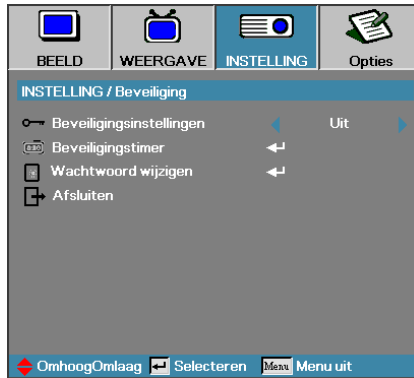 BEELD WEERGAVE INSTELLING Opties
INSTELLING / Beveiliging
Beveiligingsinstellingen Uit
Beveiligingstimer
Wachtwoord wijzigen
Afsluiten
OmhoogOmlaag Selecteren Menu Menu uit